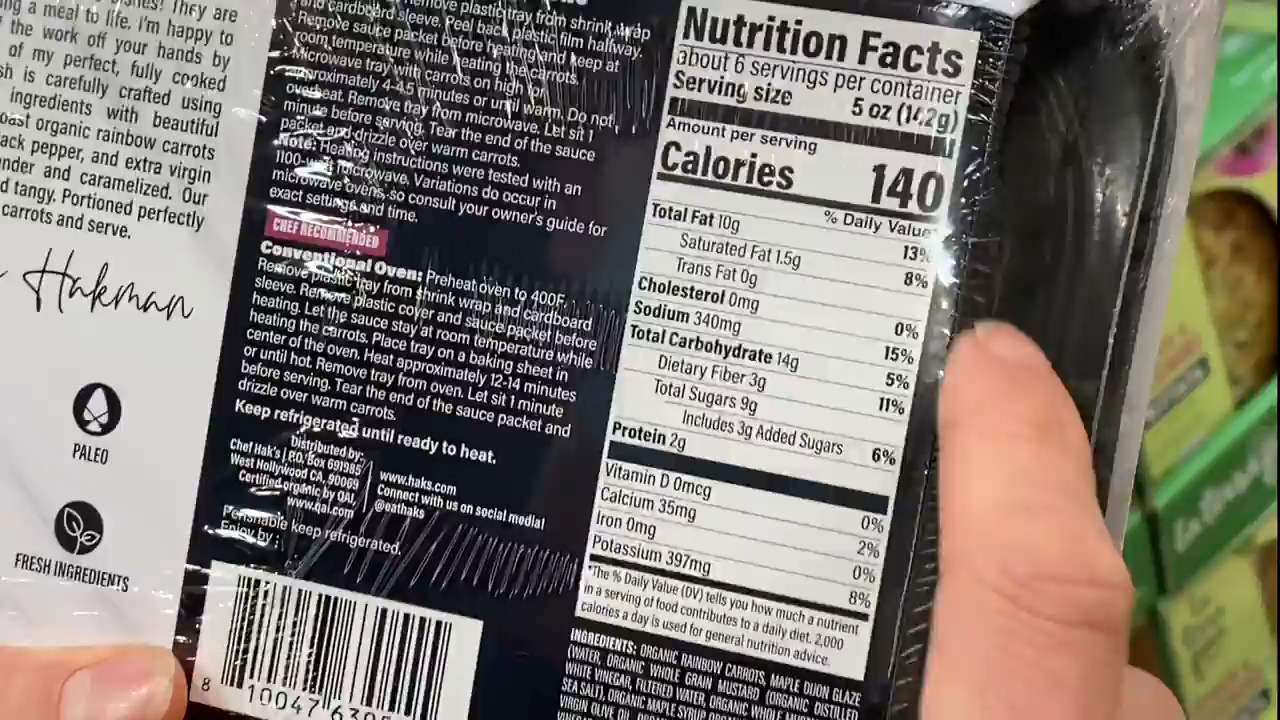 shes! They are
ng a meal to life. I'm happy to
the work off your hands by
of my perfect, fully cooked
sh is carefully crafted using
ingredients with beautiful
oast organic rainbow carrots
ack pepper, and extra virgin
nder and caramelized. Our
d tangy. Portioned perfectly
carrots and serve.
Hakman
PALEO
FRESH INGREDIENTS
Remove plastic tray from shrink wrap
and cardboard sleeve. Peel back plastic film halfway.
Remove sauce packet before heating and keep at
room temperature while heating the carrots.
Microwave tray with carrots on high for
approximately 4-4.5 minutes or until warm. Do not
overheat. Remove tray from microwave. Let sit 1
minute before serving. Tear the end of the sauce
packet and drizzle over warm carrots.
Note: Heating instructions were tested with an
1100-watt microwave. Variations do occur in
microwave ovens, so consult your owner's guide for
exact settings and time.
CHEF RECOMMENDED
Conventional Oven: Preheat oven to 400F.
Remove plastic tray from shrink wrap and cardboard
sleeve. Remove plastic cover and sauce packet before
heating. Let the sauce stay at room temperature while
heating the carrots. Place tray on a baking sheet in
center of the oven. Heat approximately 12-14 minutes
or until hot. Remove tray from oven. Let sit 1 minute
before serving. Tear the end of the sauce packet and
drizzle over warm carrots.
Keep refrigerated until ready to heat.
Distributed by:
Chef Hak's | P.O. Box 691985
West Hollywood CA, 90069
Certified organic by QAI,
www.qai.com
www.haks.com
Connect with us on social media!
@eathaks
Perishable keep refrigerated.
Enjoy by:
8 10047 6305
Nutrition Facts
about 6 servings per container
Serving size 5 oz (142g)
Amount per serving
Calories 140
% Daily Value
Total Fat 10g 13%
Saturated Fat 1.5g 8%
Trans Fat 0g
Cholesterol 0mg 0%
Sodium 340mg 15%
Total Carbohydrate 14g 5%
Dietary Fiber 3g 11%
Total Sugars 9g
Includes 3g Added Sugars 6%
Protein 2g
Vitamin D 0mcg 0%
Calcium 35mg 2%
Iron 0mg 0%
Potassium 397mg 8%
*The % Daily Value (DV) tells you how much a nutrient
in a serving of food contributes to a daily diet. 2,000
calories a day is used for general nutrition advice.
INGREDIENTS: ORGANIC RAINBOW CARROTS, MAPLE DIJON GLAZE
(WATER, ORGANIC WHOLE GRAIN MUSTARD (ORGANIC DISTILLED
WHITE VINEGAR, FILTERED WATER, ORGANIC WHOLE MUSTARD
SEA SALT), ORGANIC MAPLE SYRUP
VIRGIN OLIVE OIL,